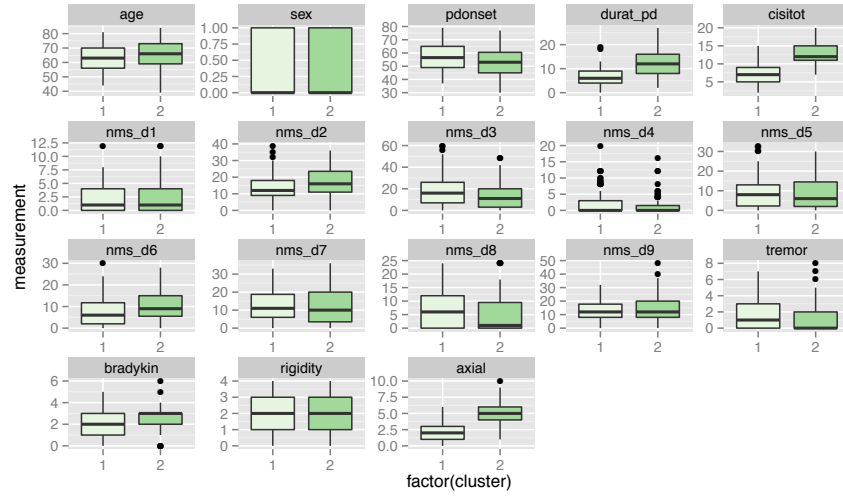 age sex pdonset durat_pd cisitot
80 70 60 50 40
1.00 0.75 0.50 0.25 0.00
80 70 60 50 40 30
20 10 0
20 15 10 5
1 2 1 2 1 2 1 2 1 2
nms_d1 nms_d2 nms_d3 nms_d4 nms_d5
12.5 10.0 7.5 5.0 2.5 0.0
40 30 20 10 0
60 40 20 0
20 15 10 5 0
30 20 10 0
1 2 1 2 1 2 1 2 1 2
measurement
nms_d6 nms_d7 nms_d8 nms_d9 tremor
30 20 10 0
30 20 10 0
25 20 15 10 5 0
50 40 30 20 10 0
8 6 4 2 0
1 2 1 2 1 2 1 2 1 2
bradykin rigidity axial
6 4 2 0
4 3 2 1 0
10.0 7.5 5.0 2.5 0.0
1 2 1 2 1 2
factor(cluster)